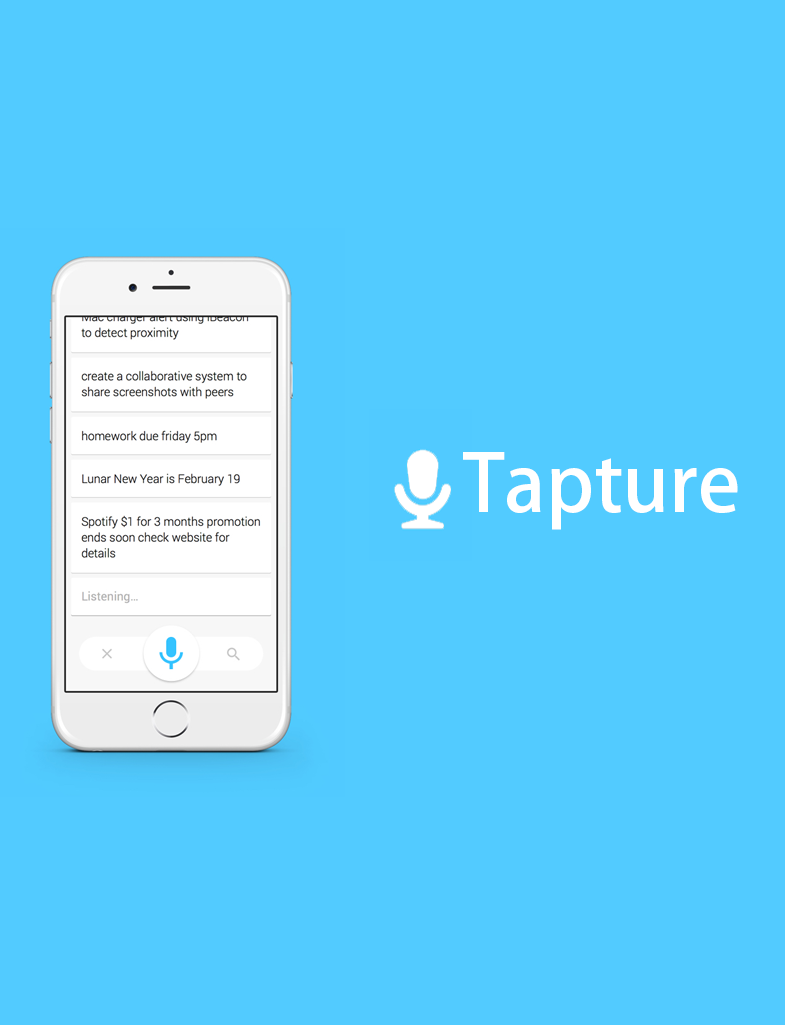 Mac charger alert using iBeacon
to detect proximity
create a collaborative system to
share screenshots with peers
homework due friday 5pm
Lunar New Year is February 19
Spotify $1 for 3 months promotion
ends soon check website for
details
Listening...
Tapture